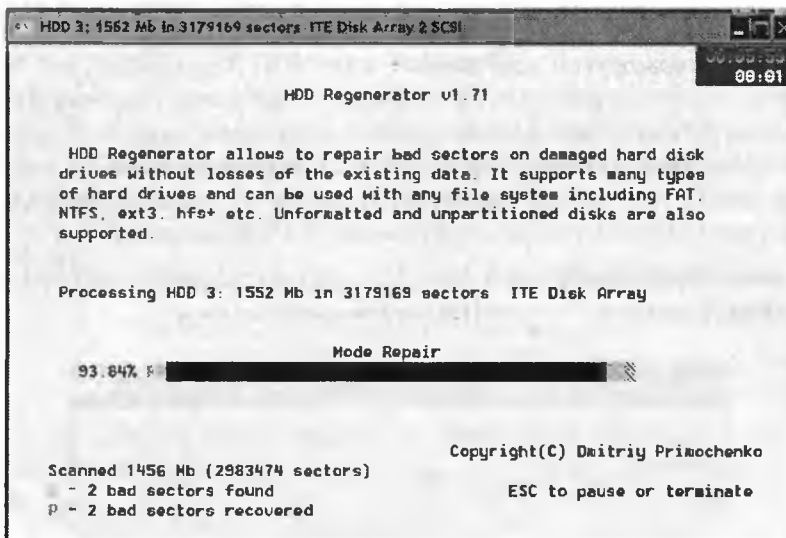 HDD 3: 1552 Mb in 3179169 sectors ITE Disk Array 2 SCSI
00:01
HDD Regenerator v1.71
HDD Regenerator allows to repair bad sectors on damaged hard disk
drives without losses of the existing data. It supports many types
of hard drives and can be used with any file system including FAT,
NTFS, ext3, hfs+ etc. Unformatted and unpartitioned disks are also
supported.
Processing HDD 3: 1552 Mb in 3179169 sectors ITE Disk Array
Mode Repair
93.84%
Copyright(C) Dmitriy Primochenko
Scanned 1456 Mb (2983474 sectors)
- 2 bad sectors found
ESC to pause or terminate
P - 2 bad sectors recovered